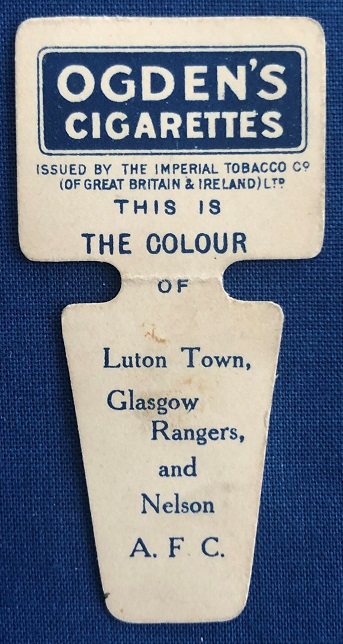 OGDEN'S
CIGARETTES
ISSUED BY THE IMPERIAL TOBACCO Cº
(OF GREAT BRITAIN & IRELAND) LTD
THIS IS
THE COLOUR
OF
Luton Town,
Glasgow
Rangers,
and
Nelson
A. F. C.